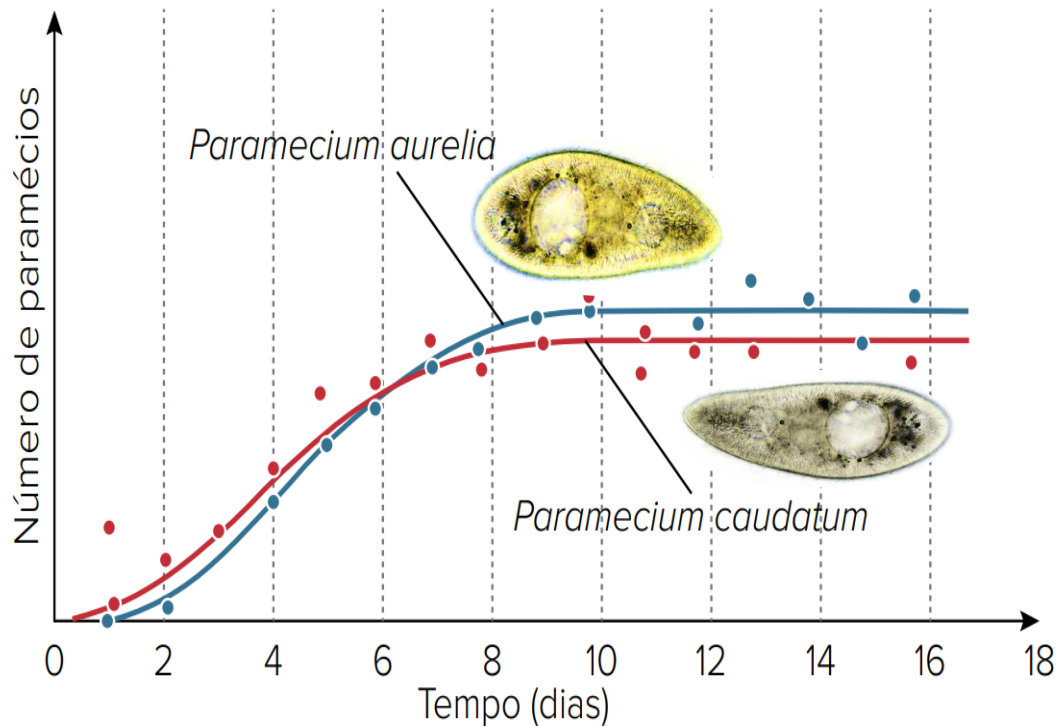 Número de paramécios
Paramecium aurelia
Paramecium caudatum
0 2 4 6 8 10 12 14 16 18
Tempo (dias)